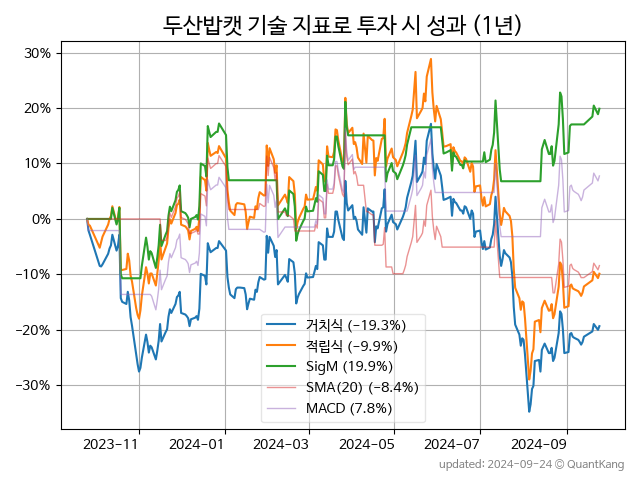 두산밥캣 기술 지표로 투자 시 성과 (1년)
30%
20%
10%
0%
−10%
−20%
−30%
거치식 (−19.3%)
적립식 (−9.9%)
SigM (19.9%)
SMA(20) (−8.4%)
MACD (7.8%)
2023-11
2024-01
2024-03
2024-05
2024-07
2024-09
updated: 2024-09-24 © QuantKang